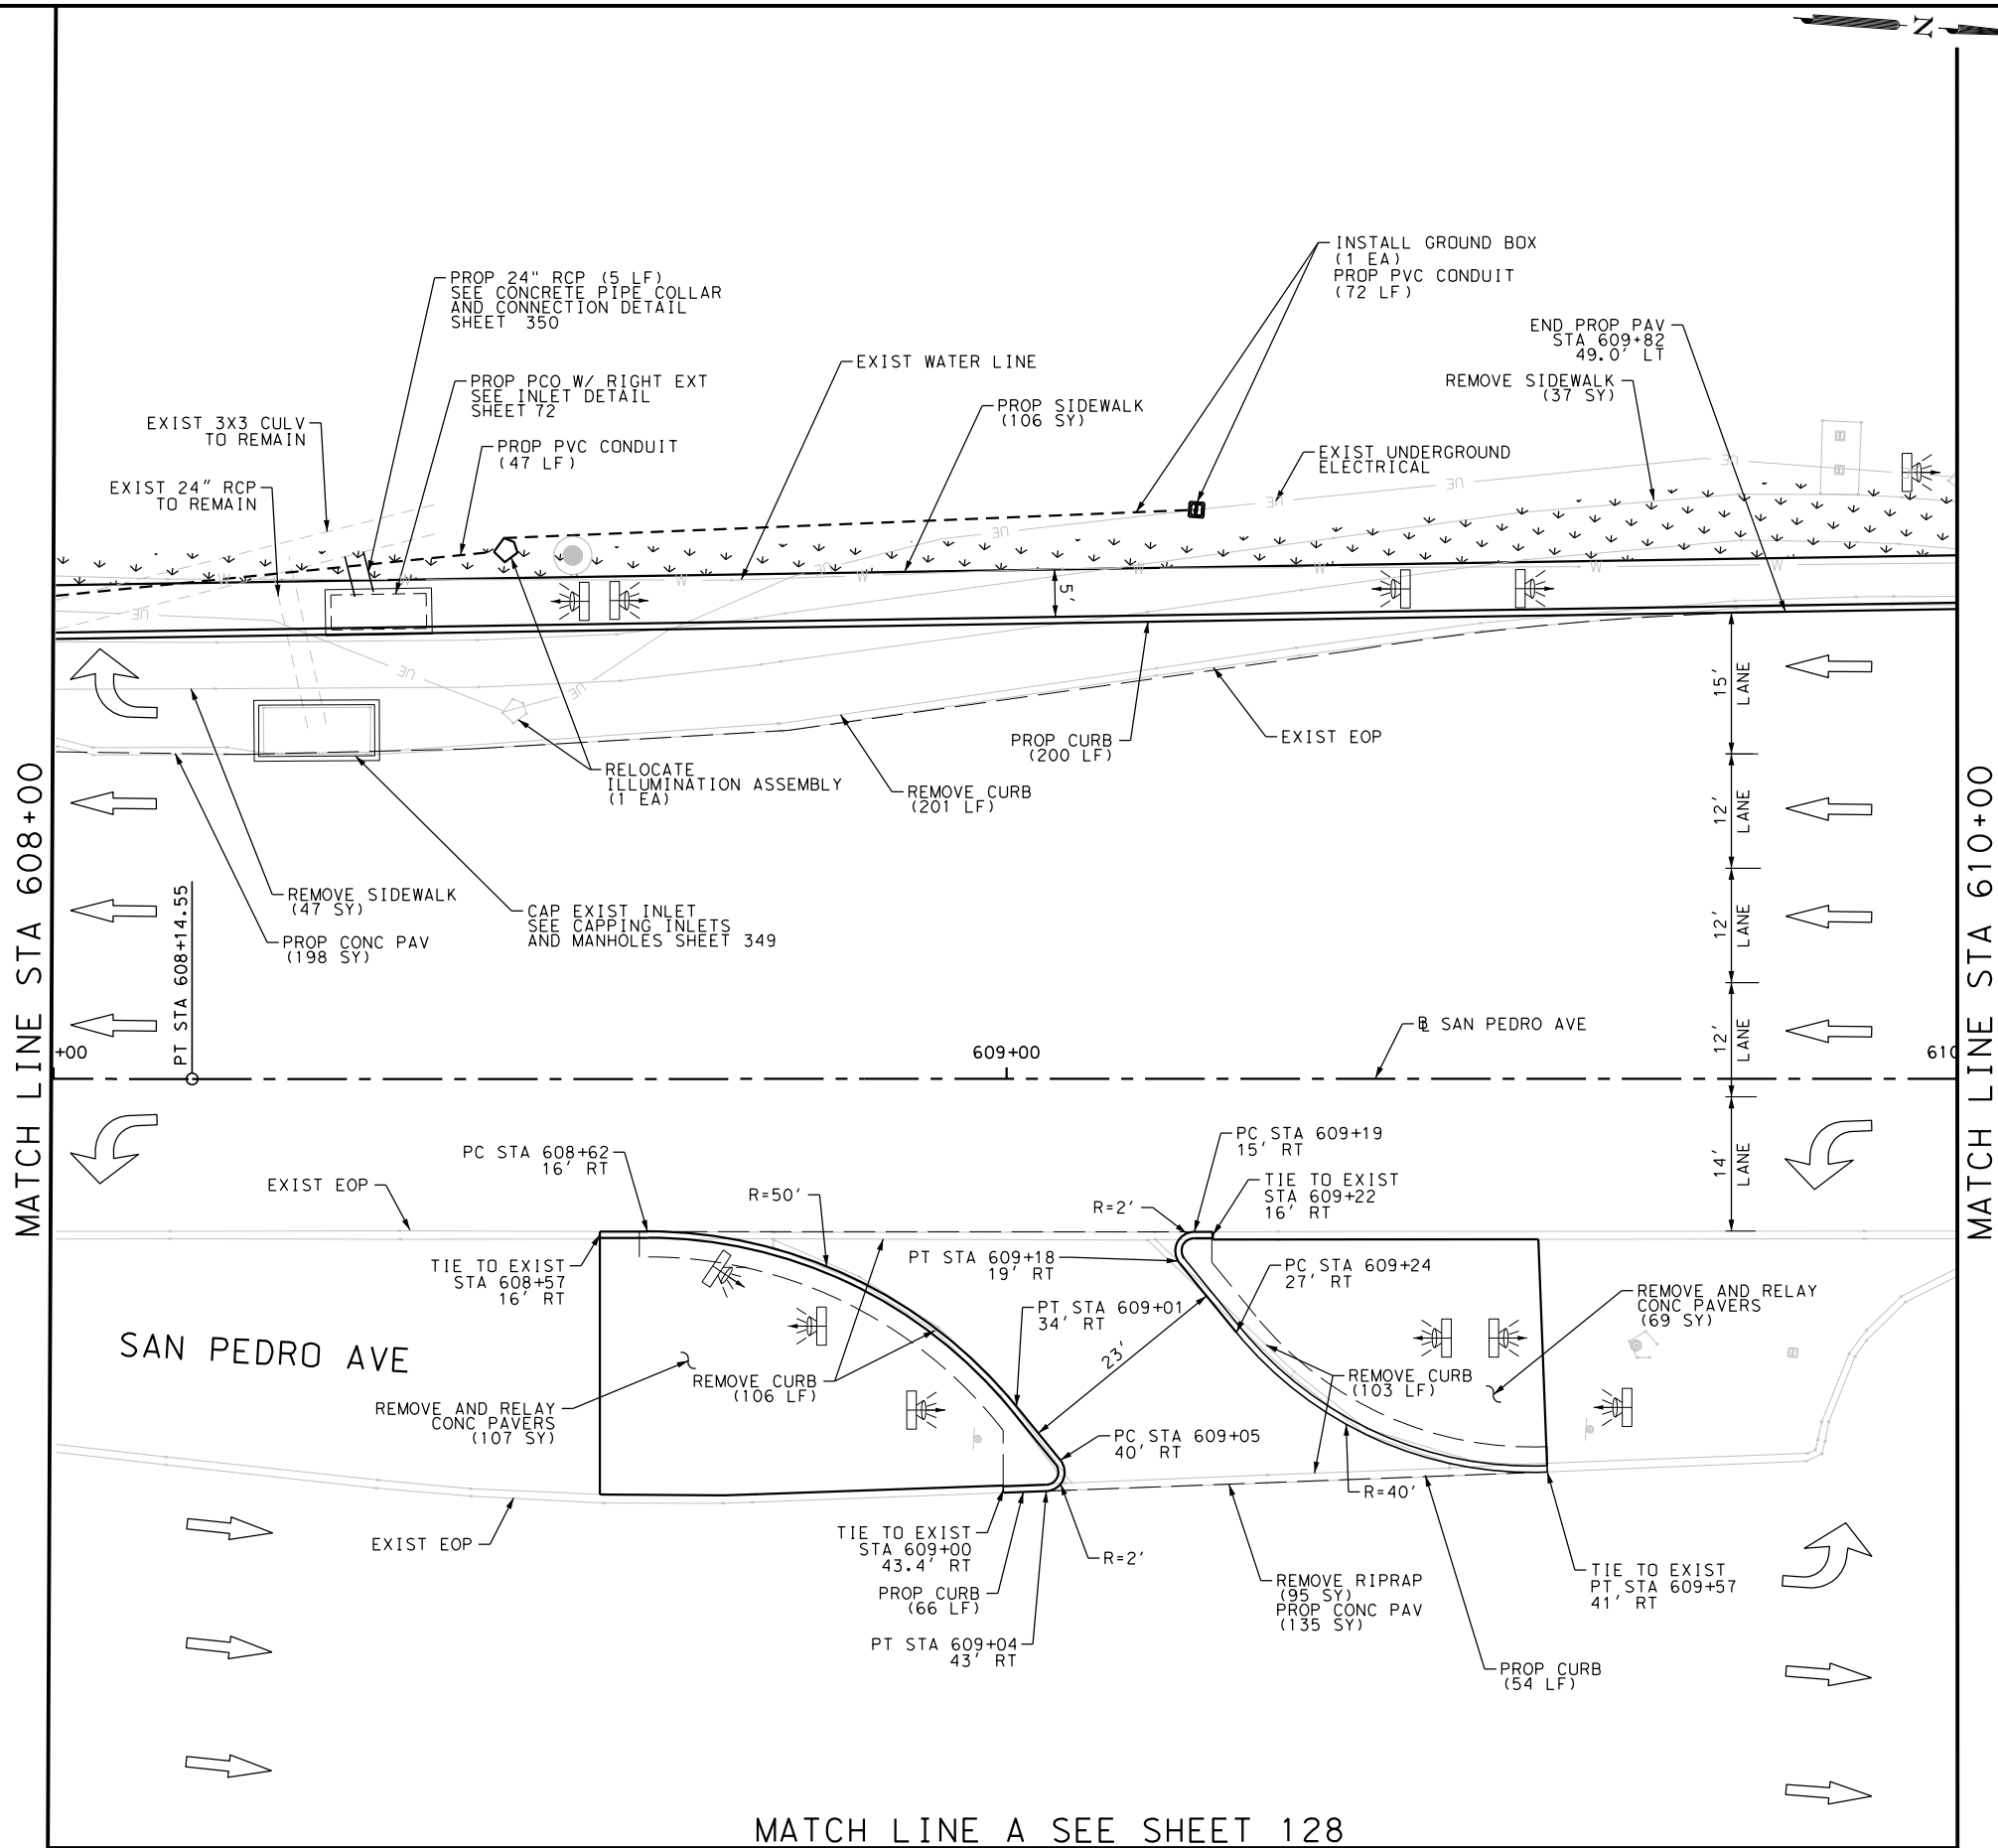 N
INSTALL GROUND BOX
(1 EA)
PROP PVC CONDUIT
(72 LF)
PROP 24" RCP (5 LF)
SEE CONCRETE PIPE COLLAR
AND CONNECTION DETAIL
SHEET 350
END PROP PAV
STA 609+82
49.0' LT
EXIST WATER LINE
PROP PCO W/ RIGHT EXT
SEE INLET DETAIL
SHEET 72
REMOVE SIDEWALK
(37 SY)
PROP SIDEWALK
(106 SY)
EXIST 3X3 CULV
TO REMAIN
PROP PVC CONDUIT
(47 LF)
EXIST UNDERGROUND
ELECTRICAL
EXIST 24" RCP
TO REMAIN
UE
UE
UE
UE
UE
UE
UE
UE
UE
W
W
W
W
W
W
W
W
5'
15'
LANE
PROP CURB
(200 LF)
EXIST EOP
RELOCATE
ILLUMINATION ASSEMBLY
(1 EA)
REMOVE CURB
(201 LF)
12'
LANE
REMOVE SIDEWALK
(47 SY)
CAP EXIST INLET
SEE CAPPING INLETS
AND MANHOLES SHEET 349
PROP CONC PAV
(198 SY)
12'
LANE
PT STA 608+14.55
MATCH LINE STA 608+00
MATCH LINE STA 610+00
12'
LANE
B SAN PEDRO AVE
+00
609+00
610
14'
LANE
PC STA 608+62
16' RT
PC STA 609+19
15' RT
EXIST EOP
R=50'
R=2'
TIE TO EXIST
STA 609+22
16' RT
TIE TO EXIST
STA 608+57
16' RT
PT STA 609+18
19' RT
PC STA 609+24
27' RT
REMOVE AND RELAY
CONC PAVERS
(69 SY)
PT STA 609+01
34' RT
SAN PEDRO AVE
23'
REMOVE CURB
(106 LF)
REMOVE CURB
(103 LF)
REMOVE AND RELAY
CONC PAVERS
(107 SY)
PC STA 609+05
40' RT
R=40'
EXIST EOP
TIE TO EXIST
STA 609+00
43.4' RT
R=2'
PROP CURB
(66 LF)
REMOVE RIPRAP
(95 SY)
PROP CONC PAV
(135 SY)
TIE TO EXIST
PT STA 609+57
41' RT
PT STA 609+04
43' RT
PROP CURB
(54 LF)
MATCH LINE A SEE SHEET 128